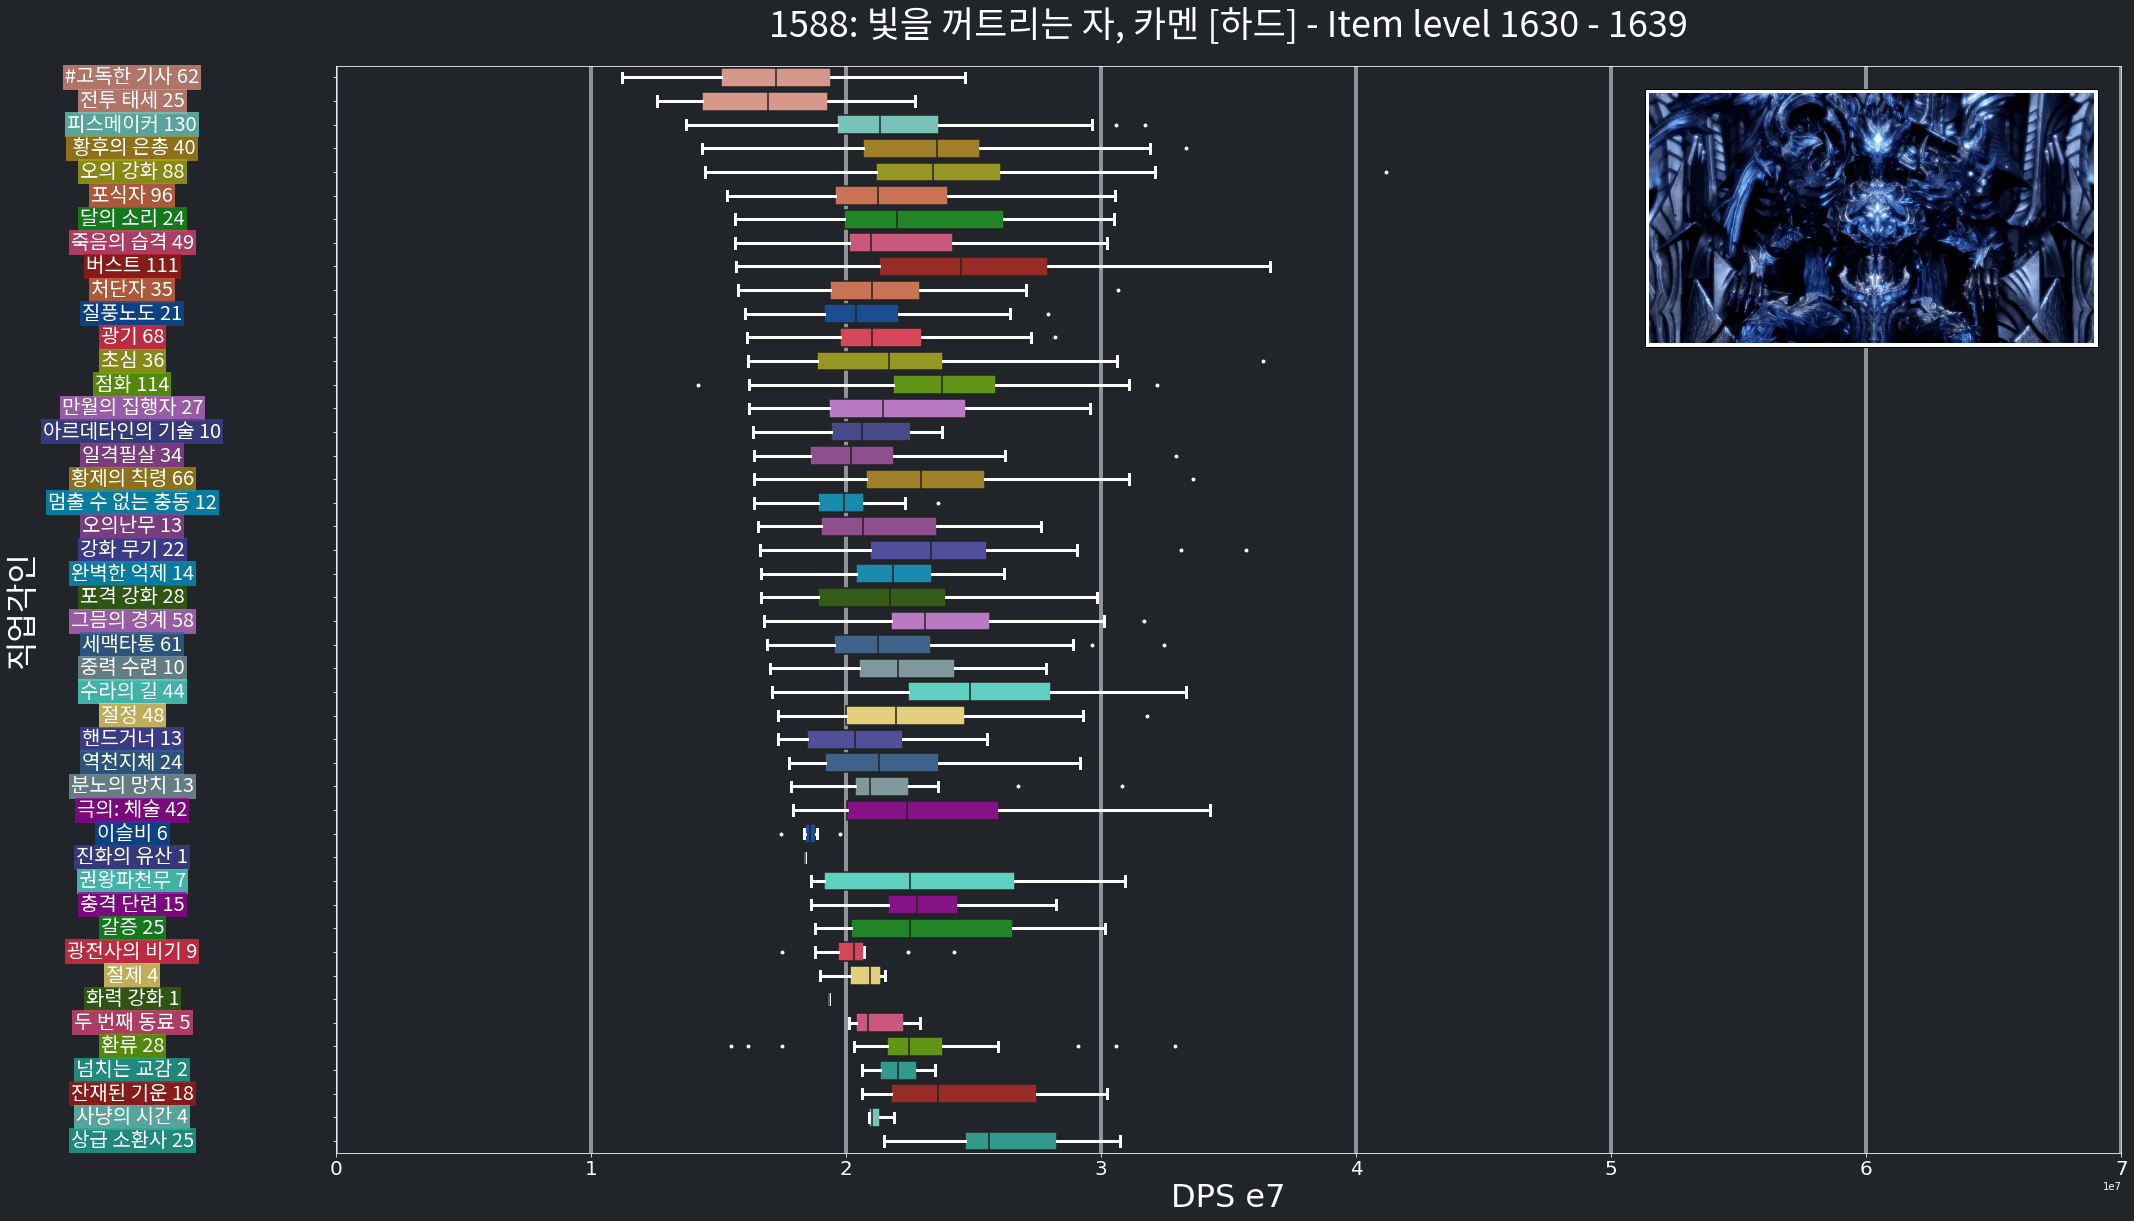 1588: 빛을 꺼트리는 자, 카멘 [하드] - Item level 1630 - 1639
#고독한 기사 62
전투 태세 25
피스메이커 130
황후의 은총 40
오의 강화 88
포식자 96
달의 소리 24
죽음의 습격 49
버스트 111
처단자 35
질풍노도 21
광기 68
초심 36
점화 114
만월의 집행자 27
아르데타인의 기술 10
일격필살 34
황제의 칙령 66
멈출 수 없는 충동 12
오의난무 13
강화 무기 22
완벽한 억제 14
포격 강화 28
그믐의 경계 58
세맥타통 61
중력 수련 10
수라의 길 44
절정 48
핸드거너 13
역천지체 24
분노의 망치 13
극의: 체술 42
이슬비 6
진화의 유산 1
권왕파천무 7
충격 단련 15
갈증 25
광전사의 비기 9
절제 4
화력 강화 1
두 번째 동료 5
환류 28
넘치는 교감 2
잔재된 기운 18
사냥의 시간 4
상급 소환사 25
직업각인
0 1 2 3 4 5 6 7
1e7
DPS e7